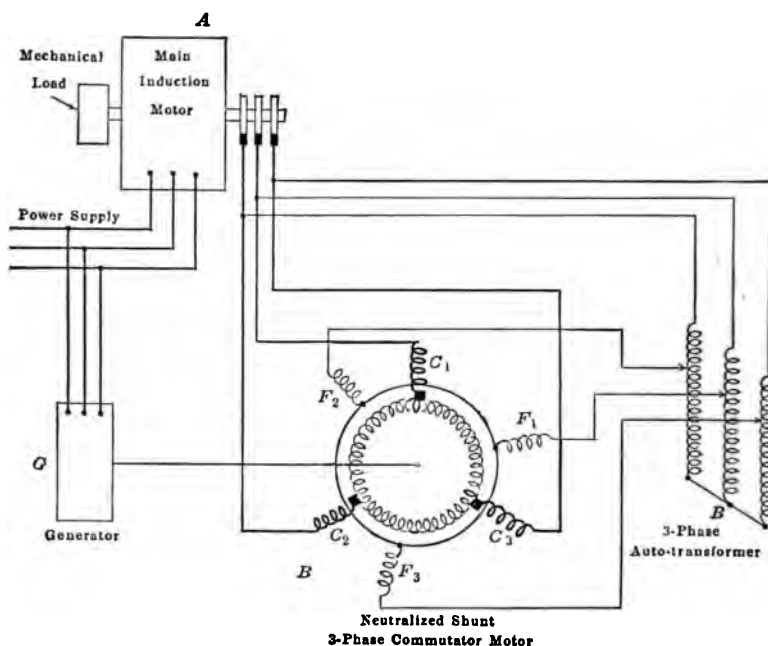 A
Mechanical
Load
Main
Induction
Motor
Power Supply
C1
F2
F1
G
C2
C3
B
F3
Generator
B
3-Phase
Auto-transformer
Neutralized Shunt
3-Phase Commutator Motor